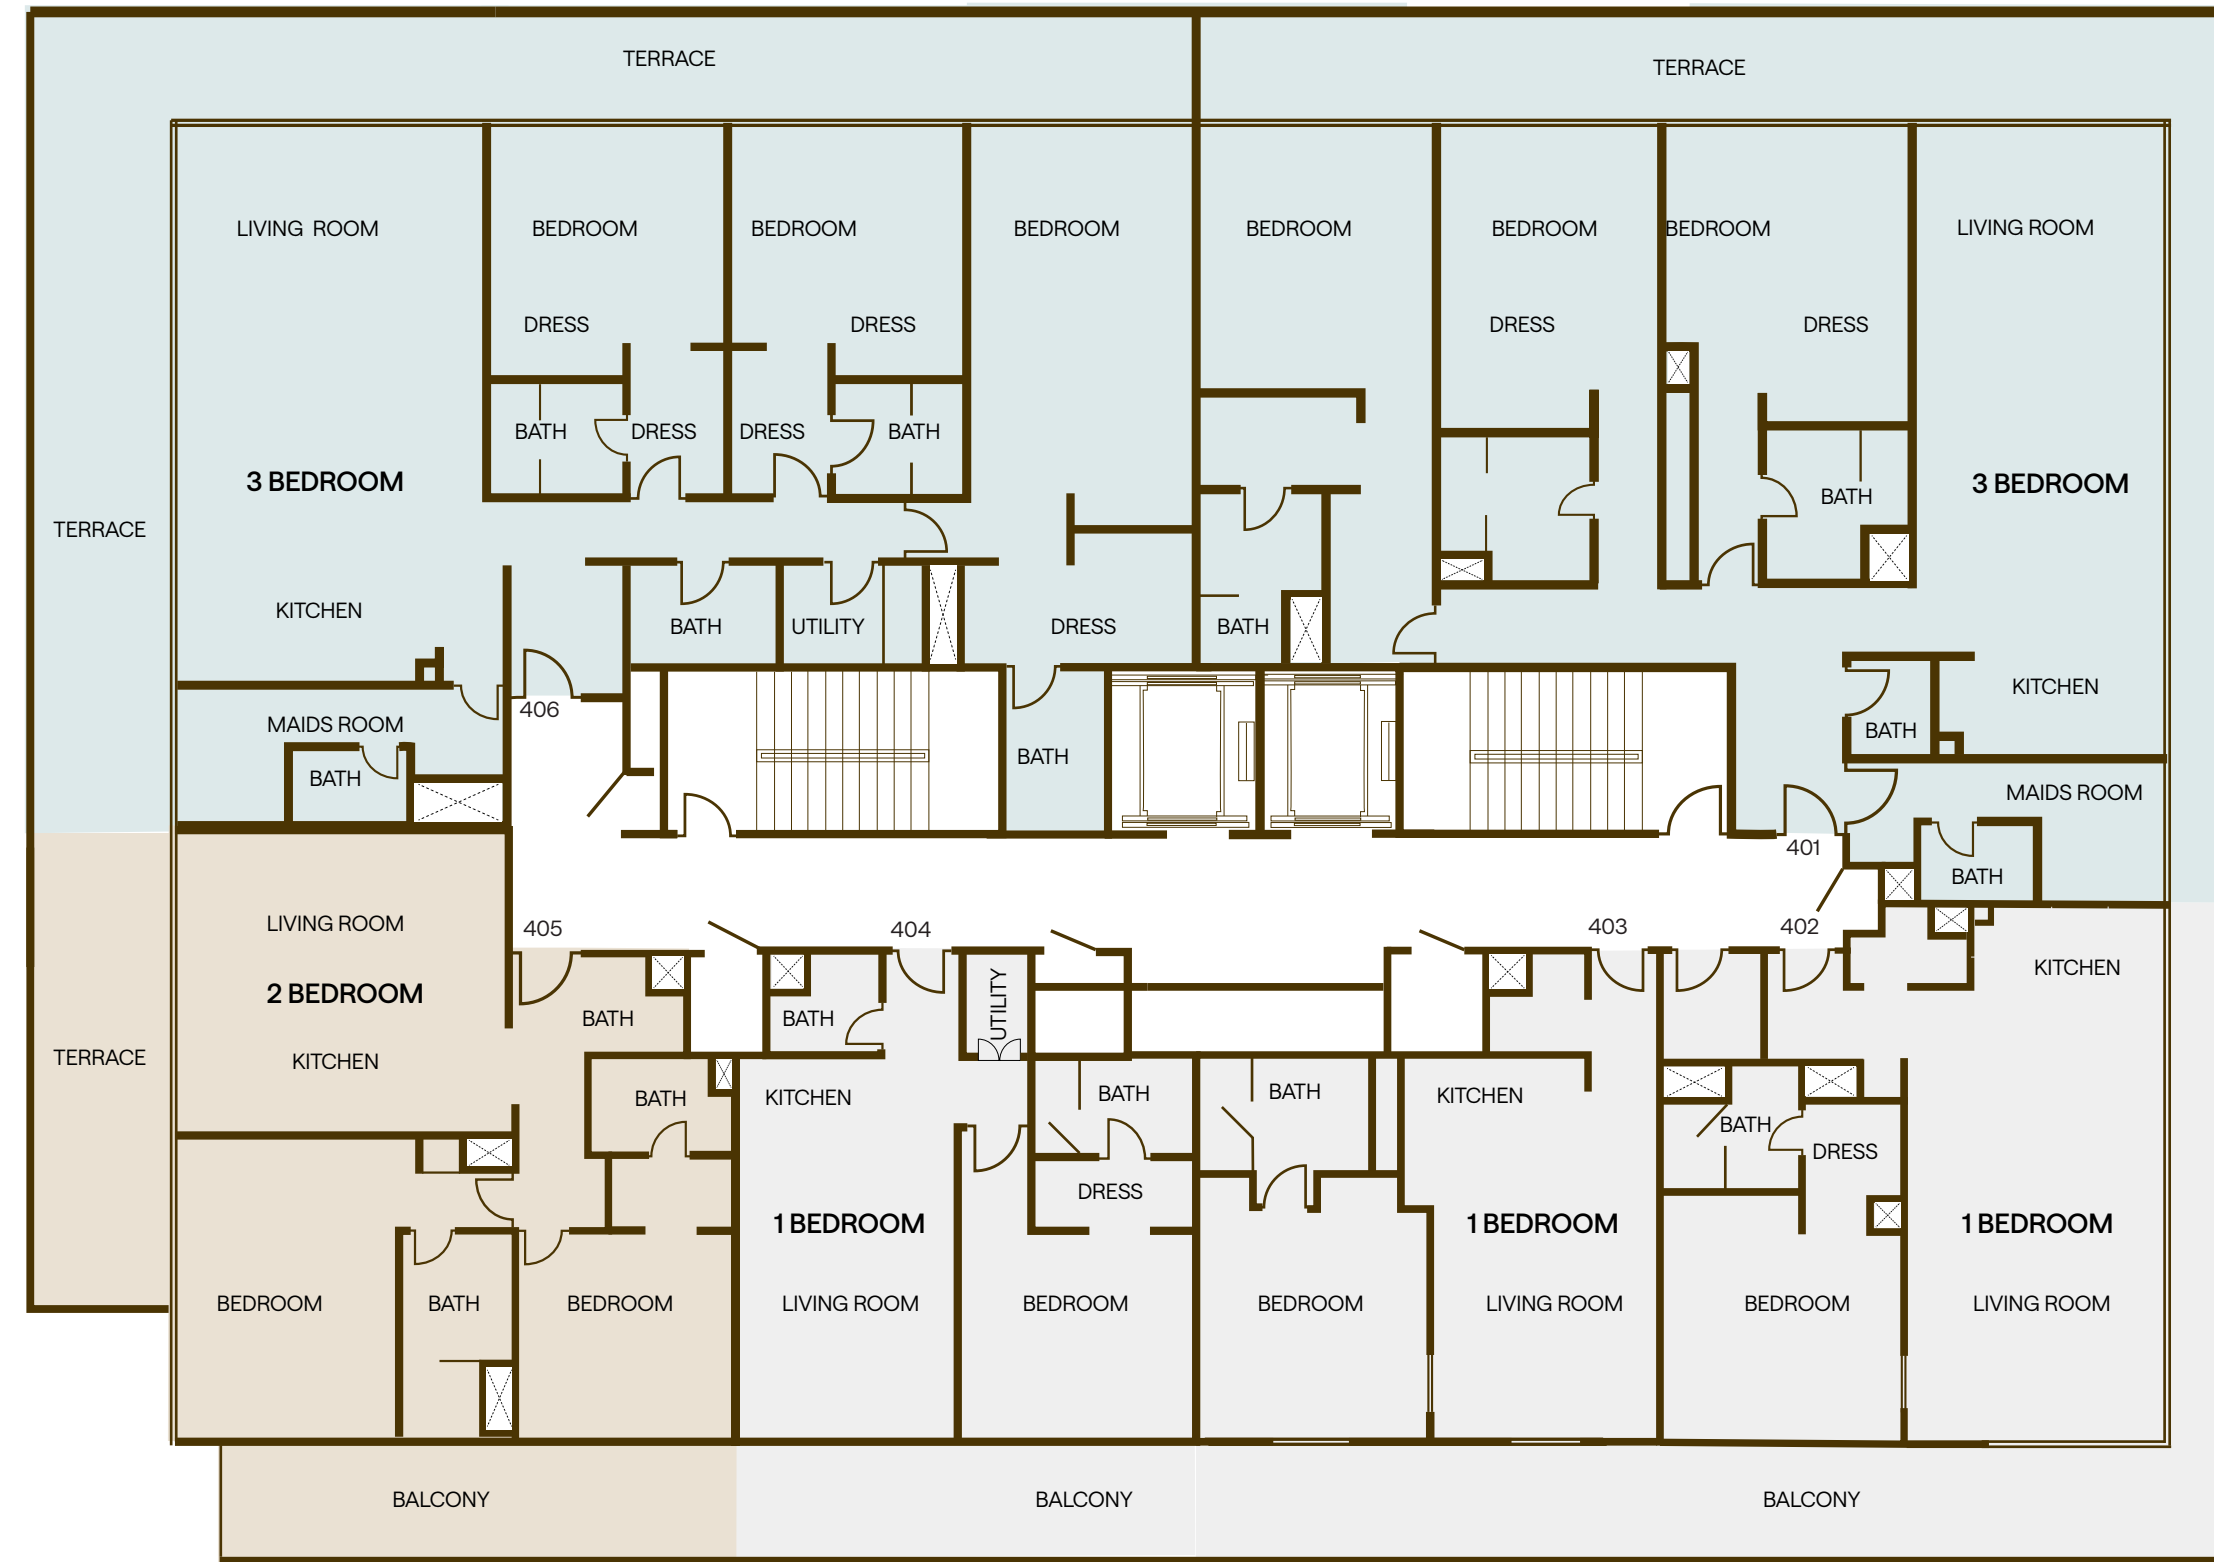 TERRACE
TERRACE
LIVING ROOM
BEDROOM
BEDROOM
BEDROOM
BEDROOM
BEDROOM
BEDROOM
LIVING ROOM
DRESS
DRESS
DRESS
DRESS
BATH
DRESS
DRESS
BATH
3 BEDROOM
3 BEDROOM
BATH
TERRACE
KITCHEN
BATH
UTILITY
DRESS
BATH
KITCHEN
406
MAIDS ROOM
BATH
BATH
BATH
MAIDS ROOM
401
BATH
LIVING ROOM
405
404
403
402
KITCHEN
2 BEDROOM
UTILITY
BATH
BATH
TERRACE
KITCHEN
BATH
KITCHEN
BATH
BATH
KITCHEN
BATH
DRESS
DRESS
1 BEDROOM
1 BEDROOM
1 BEDROOM
BEDROOM
BATH
BEDROOM
LIVING ROOM
BEDROOM
BEDROOM
LIVING ROOM
BEDROOM
LIVING ROOM
BALCONY
BALCONY
BALCONY